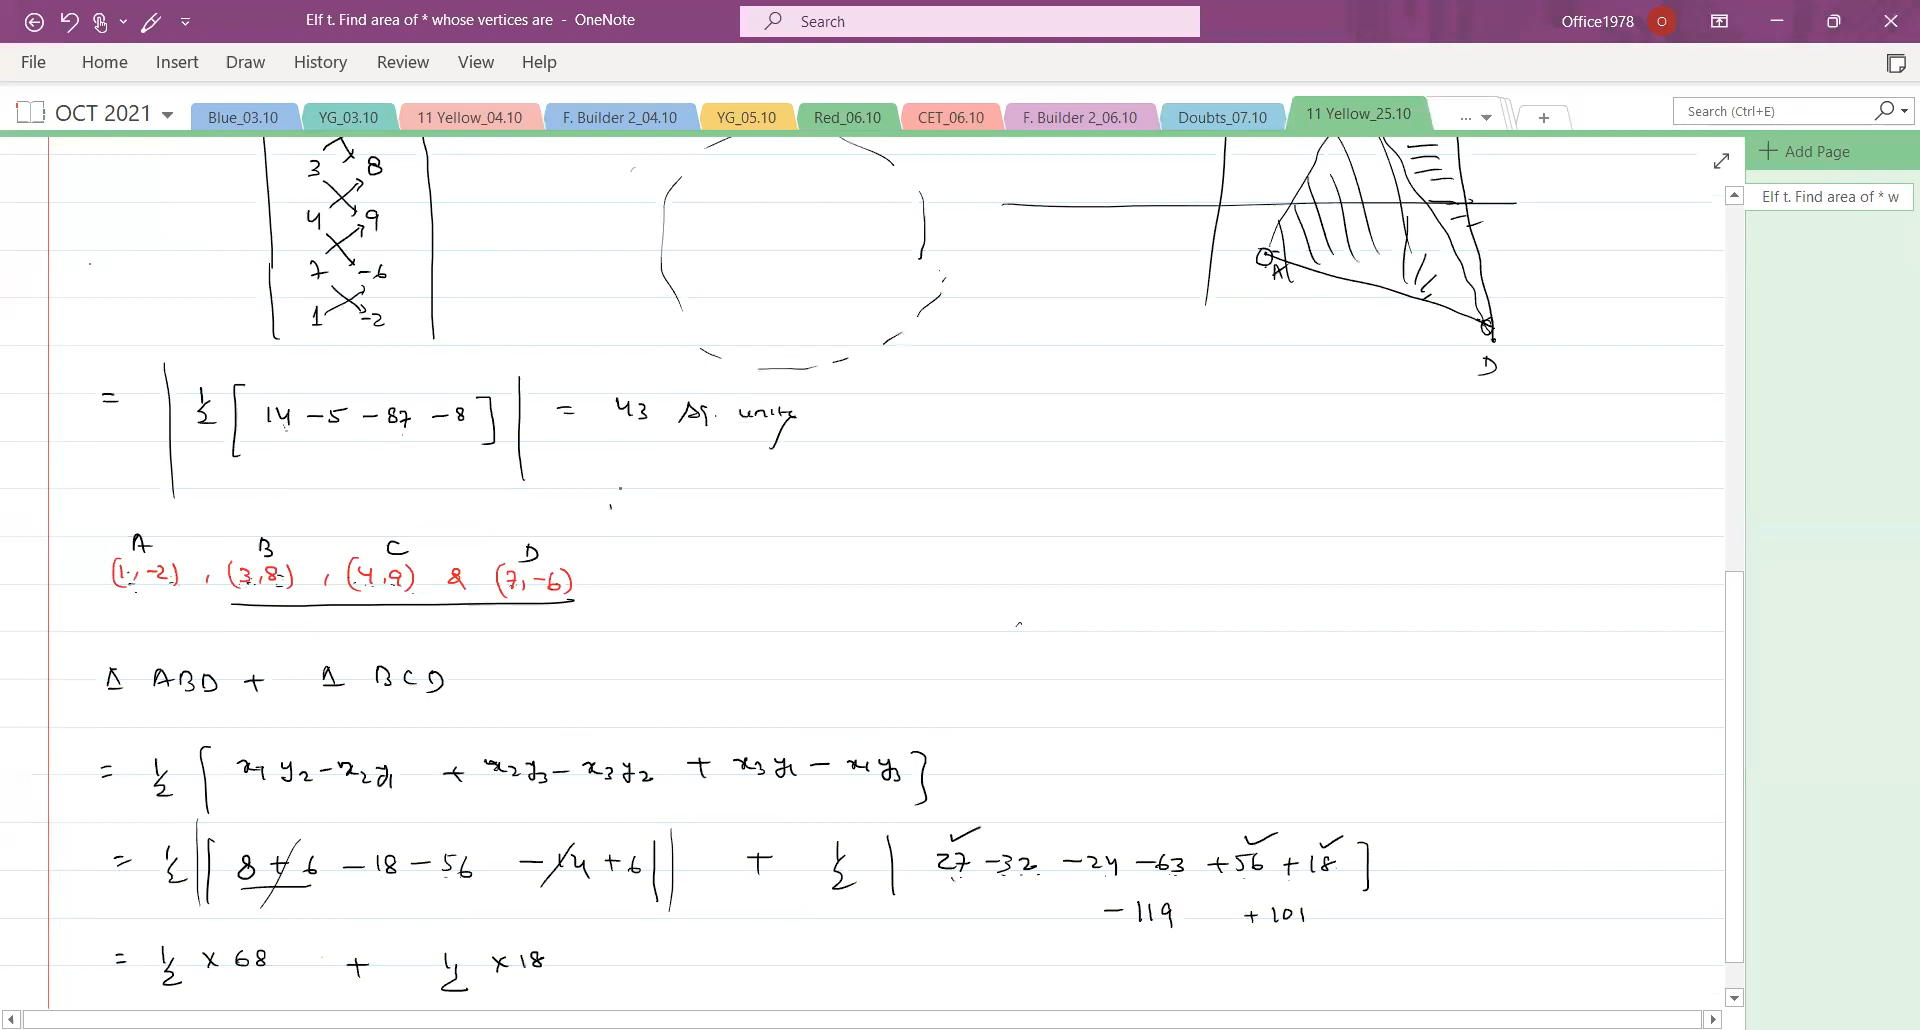 Elf t. Find area of * whose vertices are - OneNote
Search
Office1978
O
File Home Insert Draw History Review View Help
OCT 2021
Blue_03.10 YG_03.10 11 Yellow_04.10 F. Builder 2_04.10 YG_05.10 Red_06.10 CET_06.10 F. Builder 2_06.10 Doubts_07.10 11 Yellow_25.10 ... +
Search (Ctrl+E)
+ Add Page
Elf t. Find area of * w
3 8
4 9
7 -6
1 -2
A
D
= | 1/2 [ 14 - 5 - 87 - 8 ] | = 43 sq. units
A B C D
(1, -2) , (3, 8) , (4, 9) & (7, -6)
Δ ABD + Δ BCD
= 1/2 [ x1 y2 - x2 y1 + x2 y3 - x3 y2 + x3 y1 - x1 y3 ]
= 1/2 | [ 8 + 6 - 18 - 56 - 14 + 6 ] | + 1/2 | 27 - 32 - 24 - 63 + 56 + 18 ]
- 119 + 101
= 1/2 × 68 + 1/2 × 18